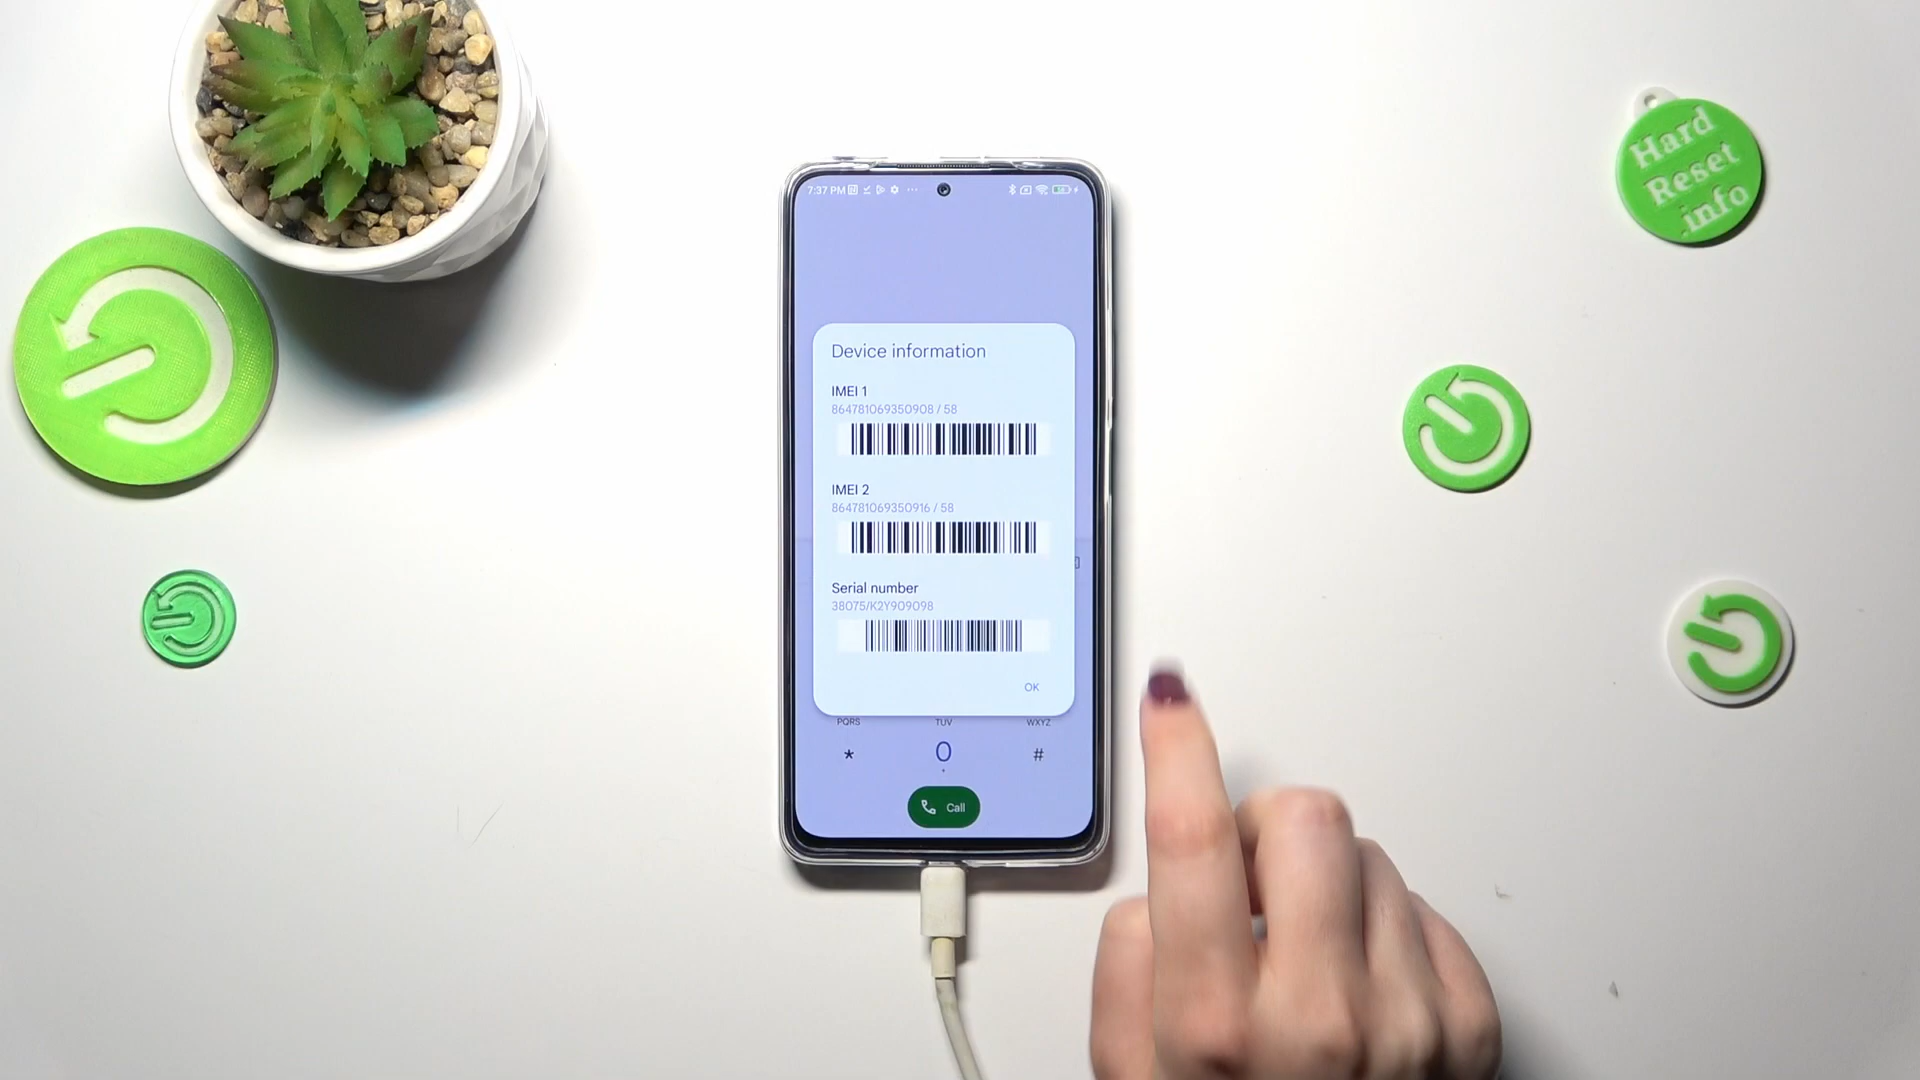 7:37 PM
Device information
IMEI 1
864781069350908 / 58
IMEI 2
864781069350916 / 58
Serial number
38075/K2Y909098
OK
PQRS TUV WXYZ
* 0 #
+
Call
Hard
Reset
.info